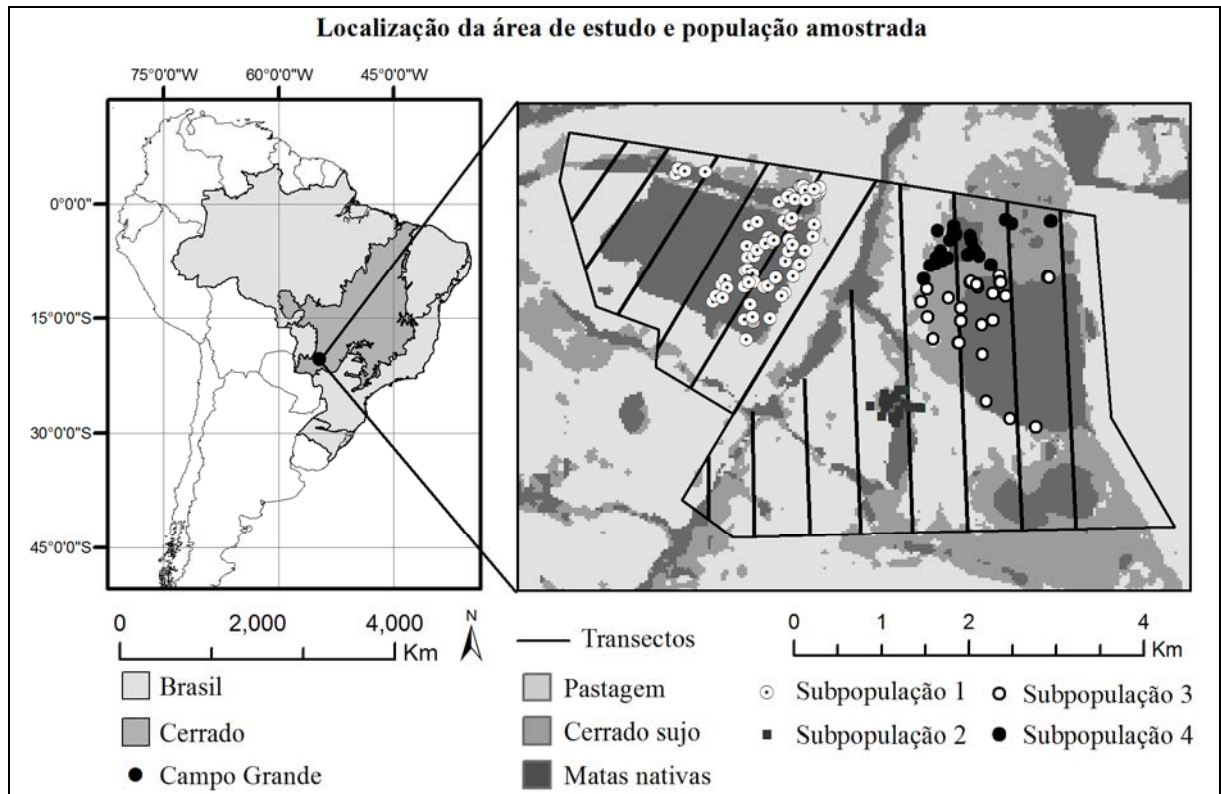 Localização da área de estudo e população amostrada
75°0'0"W 60°0'0"W 45°0'0"W
0°0'0"
15°0'0"S
30°0'0"S
45°0'0"S
0 2,000 4,000
Km
N
Brasil
Cerrado
Campo Grande
Transectos
Pastagem
Cerrado sujo
Matas nativas
0 1 2 4
Km
Subpopulação 1 Subpopulação 3
Subpopulação 2 Subpopulação 4